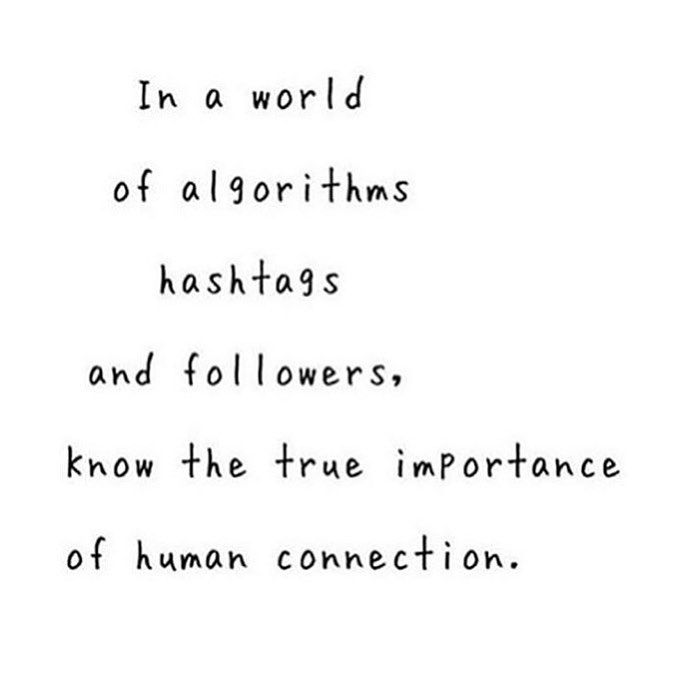 In a world
of algorithms
hashtags
and followers,
know the true importance
of human connection.